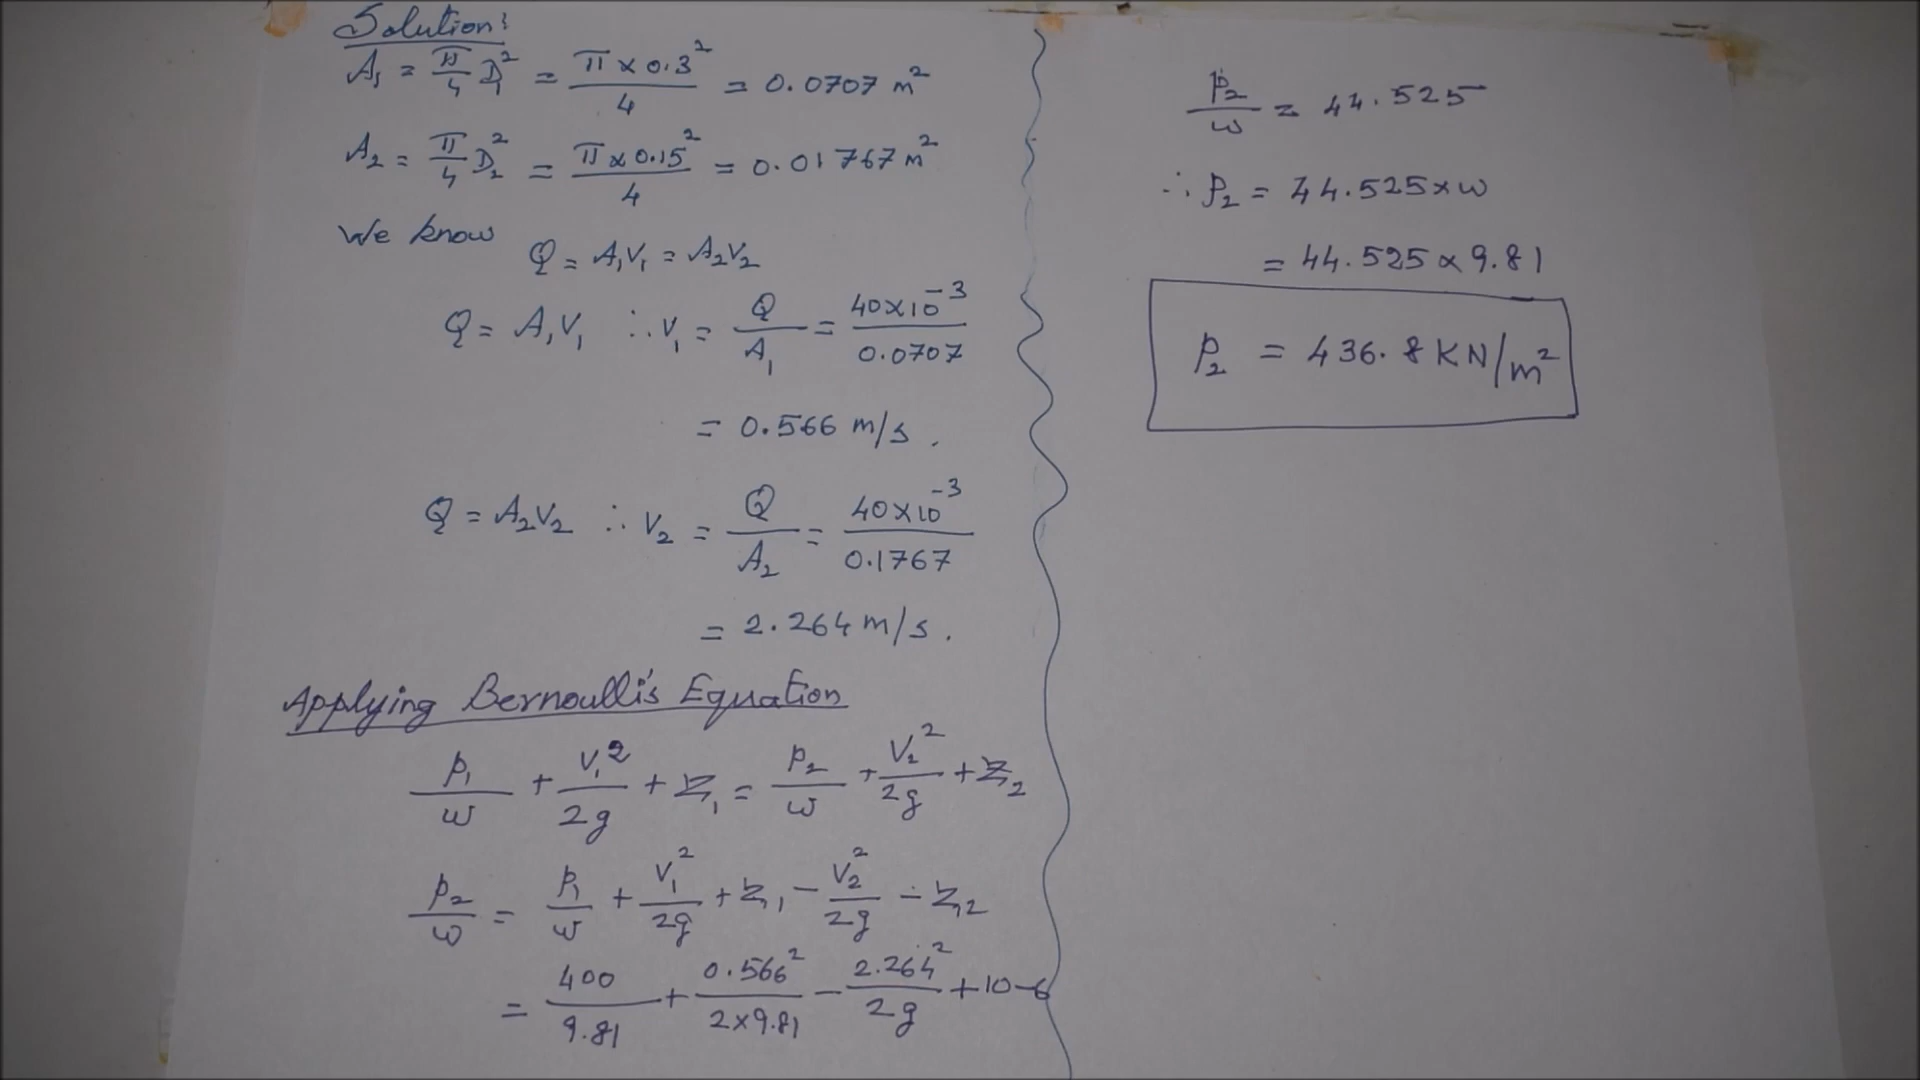 Solution:
A₁ = π/4 D₁² = π × 0.3²/4 = 0.0707 m²
A₂ = π/4 D₂² = π × 0.15²/4 = 0.01767 m²
We know
Q = A₁V₁ = A₂V₂
Q = A₁V₁ ∴ V₁ = Q/A₁ = 40×10⁻³/0.0707
= 0.566 m/s.
Q = A₂V₂ ∴ V₂ = Q/A₂ = 40×10⁻³/0.1767
= 2.264 m/s.
Applying Bernoulli's Equation
P₁/w + V₁²/2g + Z₁ = P₂/w + V₂²/2g + Z₂
P₂/w = P₁/w + V₁²/2g + Z₁ - V₂²/2g - Z₂
= 400/9.81 + 0.566²/2×9.81 - 2.264²/2g + 10-6
P₂/w = 44.525
∴ P₂ = 44.525 × w
= 44.525 × 9.81
P₂ = 436.8 KN/m²